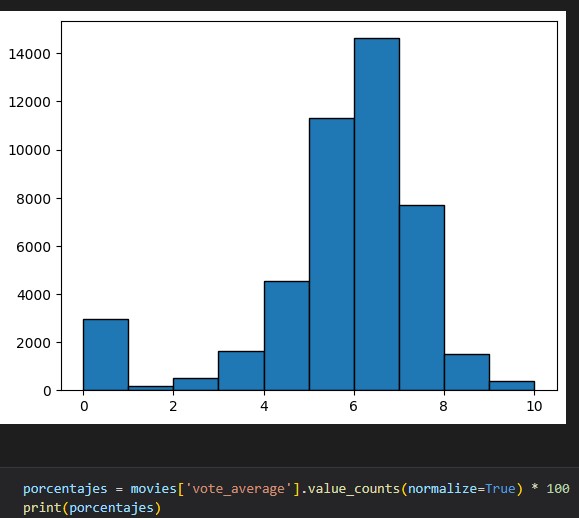 14000
12000
10000
8000
6000
4000
2000
0
0 2 4 6 8 10
porcentajes = movies['vote_average'].value_counts(normalize=True) * 100
print(porcentajes)